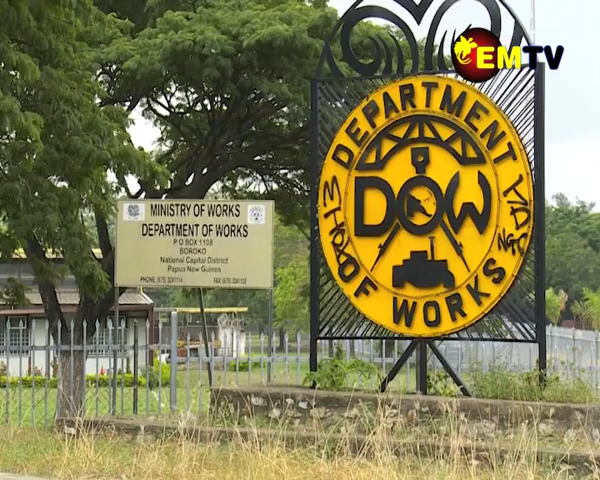 EMTV
MINISTRY OF WORKS
DEPARTMENT OF WORKS
P O BOX 1108
BOROKO
National Capital District
Papua New Guinea
DEPARTMENT
DOW
OF WORKS